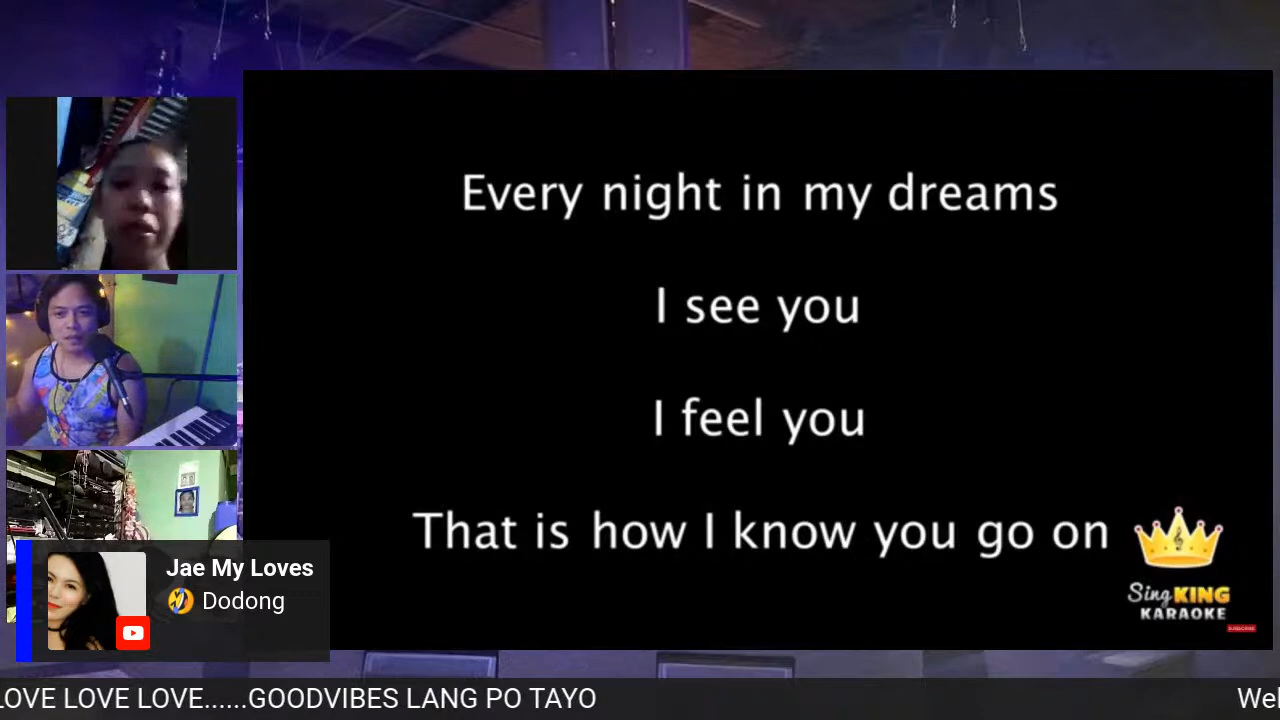 Every night in my dreams
I see you
I feel you
That is how I know you go on
Sing KING
KARAOKE
SUBSCRIBE
Jae My Loves
🤣 Dodong
LOVE LOVE LOVE......GOODVIBES LANG PO TAYO
Wel